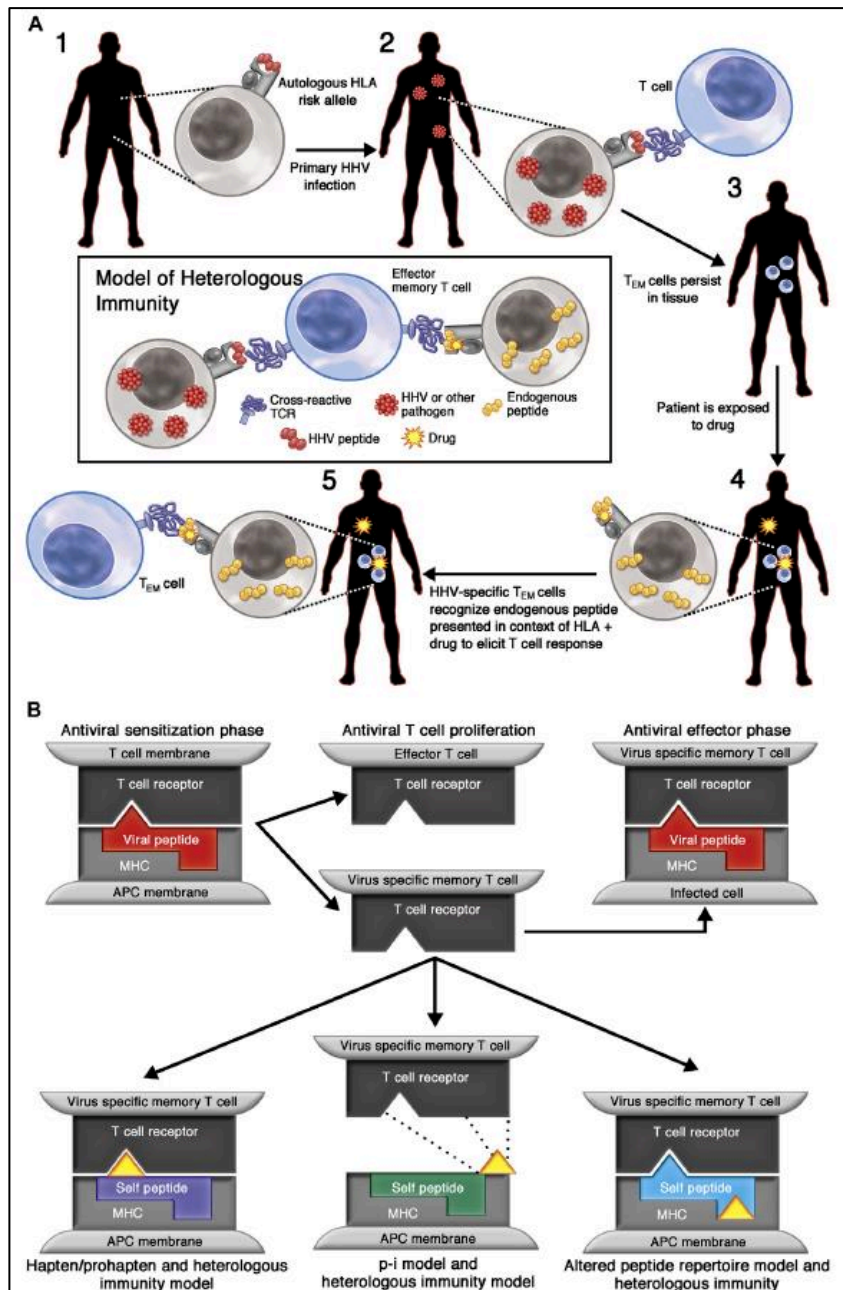 A
1
2
Autologous HLA
risk allele
T cell
Primary HHV
infection
3
Model of Heterologous
Immunity
Effector
memory T cell
TEM cells persist
in tissue
Cross-reactive
TCR
HHV or other
pathogen
Endogenous
peptide
HHV peptide
Drug
Patient is exposed
to drug
5
4
TEM cell
HHV-specific TEM cells
recognize endogenous peptide
presented in context of HLA +
drug to elicit T cell response
B
Antiviral sensitization phase
T cell membrane
T cell receptor
Viral peptide
MHC
APC membrane
Antiviral T cell proliferation
Effector T cell
T cell receptor
Virus specific memory T cell
T cell receptor
Antiviral effector phase
Virus specific memory T cell
T cell receptor
Viral peptide
MHC
Infected cell
Virus specific memory T cell
T cell receptor
Self peptide
MHC
APC membrane
Hapten/prohapten and heterologous
immunity model
Virus specific memory T cell
T cell receptor
Self peptide
MHC
APC membrane
p-i model and
heterologous immunity model
Virus specific memory T cell
T cell receptor
Self peptide
MHC
APC membrane
Altered peptide repertoire model and
heterologous immunity